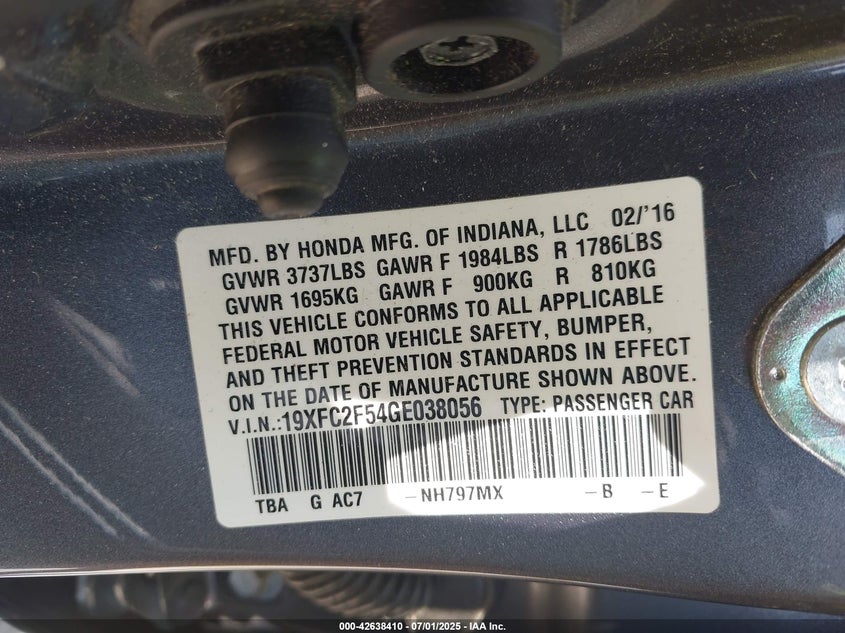 MFD. BY HONDA MFG. OF INDIANA, LLC 02/'16
GVWR 3737LBS GAWR F 1984LBS R 1786LBS
GVWR 1695KG GAWR F 900KG R 810KG
THIS VEHICLE CONFORMS TO ALL APPLICABLE
FEDERAL MOTOR VEHICLE SAFETY, BUMPER,
AND THEFT PREVENTION STANDARDS IN EFFECT
ON THE DATE OF MANUFACTURE SHOWN ABOVE.
V.I.N.:19XFC2F54GE038056 TYPE: PASSENGER CAR
TBA G AC7 -NH797MX -B -E
000-42638410 - 07/01/2025 - IAA Inc.